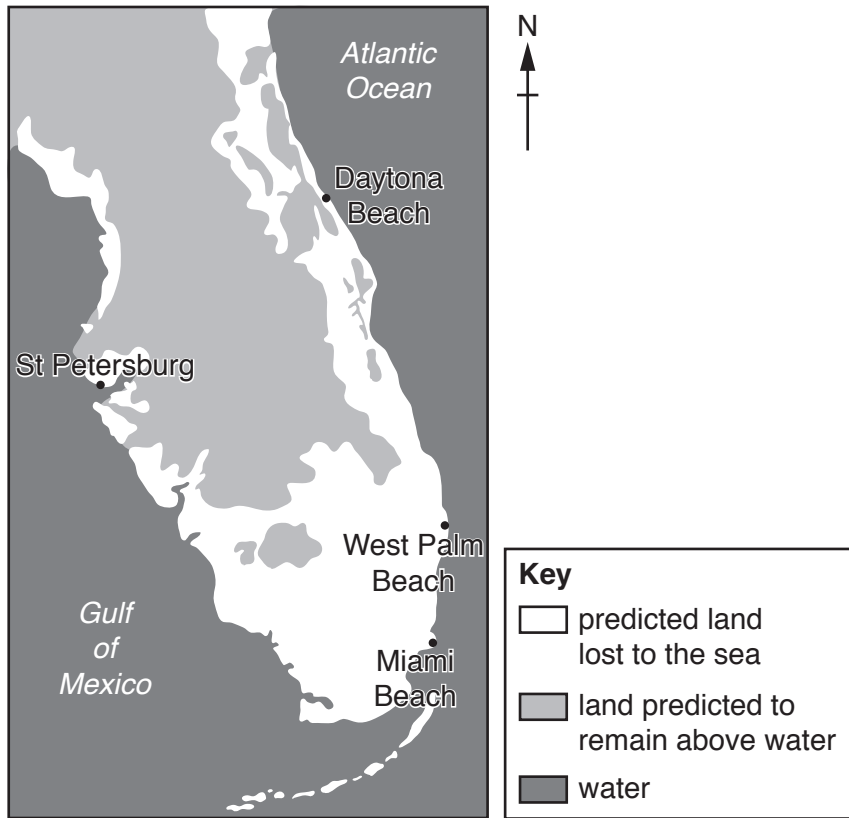 Atlantic
Ocean
N
Daytona
Beach
St Petersburg
West Palm
Beach
Gulf
of
Mexico
Miami
Beach
Key
predicted land
lost to the sea
land predicted to
remain above water
water